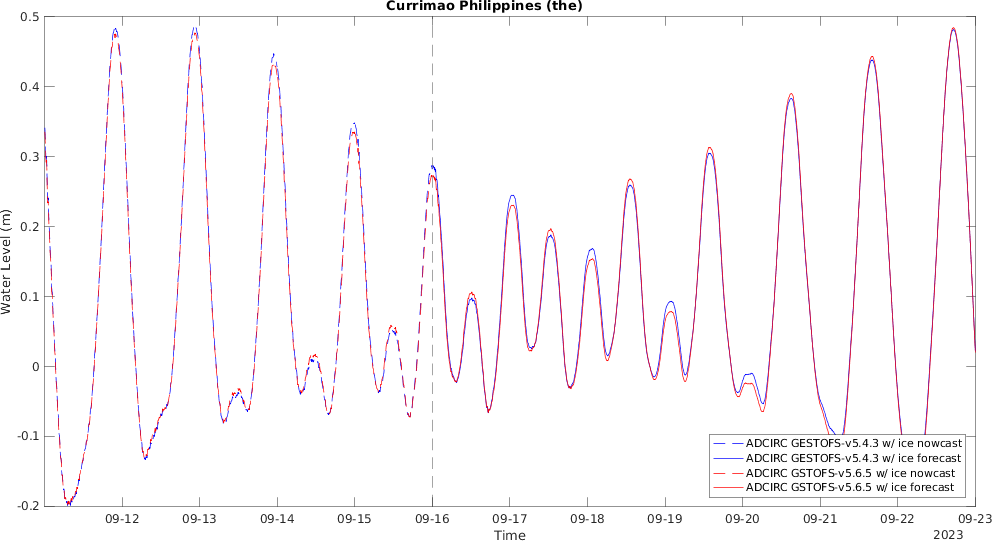 Currimao Philippines (the)
0.5
0.4
0.3
0.2
0.1
0
-0.1
-0.2
Water Level (m)
ADCIRC GESTOFS-v5.4.3 w/ ice nowcast
ADCIRC GESTOFS-v5.4.3 w/ ice forecast
ADCIRC GSTOFS-v5.6.5 w/ ice nowcast
ADCIRC GSTOFS-v5.6.5 w/ ice forecast
09-12 09-13 09-14 09-15 09-16 09-17 09-18 09-19 09-20 09-21 09-22 09-23
Time
2023